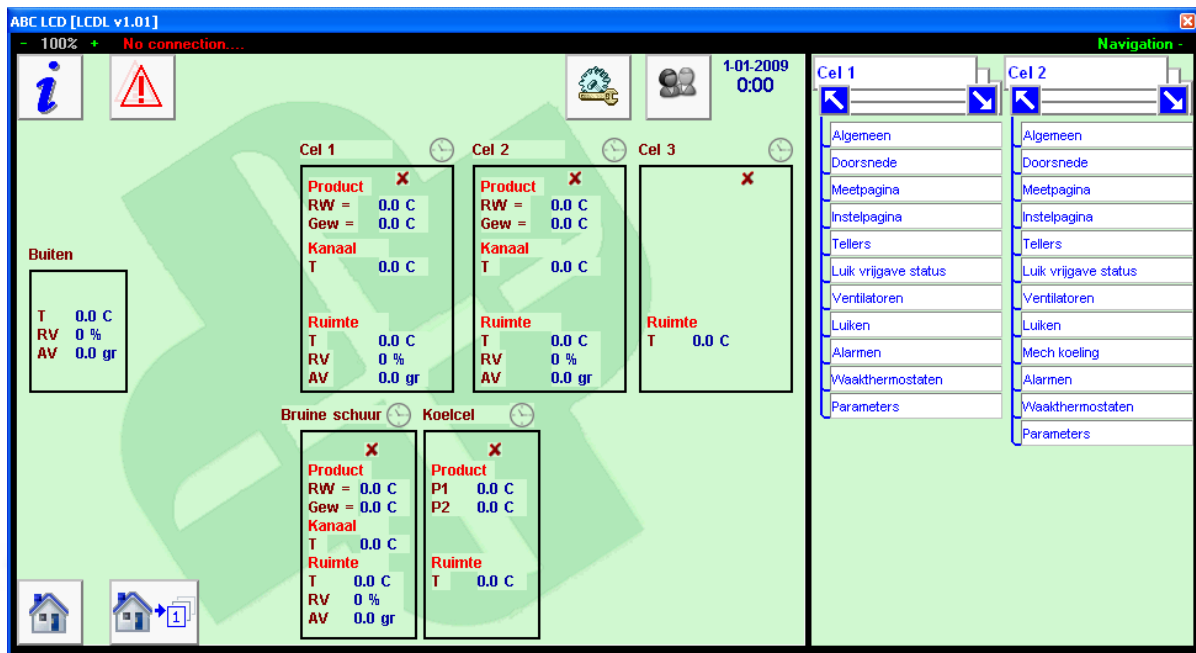 ABC LCD [LCDL v1.01]
- 100% + No connection.... Navigation -
1-01-2009
0:00
Buiten
T 0.0 C
RV 0 %
AV 0.0 gr
Cel 1
Product
RW = 0.0 C
Gew = 0.0 C
Kanaal
T 0.0 C
Ruimte
T 0.0 C
RV 0 %
AV 0.0 gr
Cel 2
Product
RW = 0.0 C
Gew = 0.0 C
Kanaal
T 0.0 C
Ruimte
T 0.0 C
RV 0 %
AV 0.0 gr
Cel 3
Ruimte
T 0.0 C
Bruine schuur
Product
RW = 0.0 C
Gew = 0.0 C
Kanaal
T 0.0 C
Ruimte
T 0.0 C
RV 0 %
AV 0.0 gr
Koelcel
Product
P1 0.0 C
P2 0.0 C
Ruimte
T 0.0 C
1
Cel 1
Algemeen
Doorsnede
Meetpagina
Instelpagina
Tellers
Luik vrijgave status
Ventilatoren
Luiken
Alarmen
Waakthermostaten
Parameters
Cel 2
Algemeen
Doorsnede
Meetpagina
Instelpagina
Tellers
Luik vrijgave status
Ventilatoren
Luiken
Mech koeling
Alarmen
Waakthermostaten
Parameters